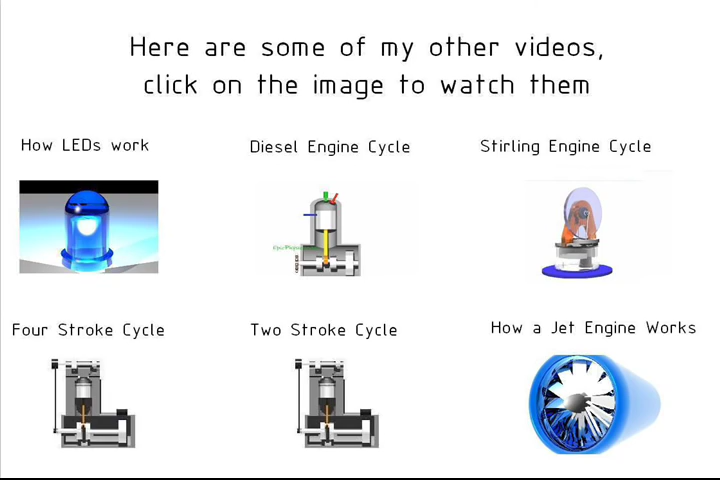 Here are some of my other videos,
click on the image to watch them
How LEDs work
Diesel Engine Cycle
Stirling Engine Cycle
Four Stroke Cycle
Two Stroke Cycle
How a Jet Engine Works